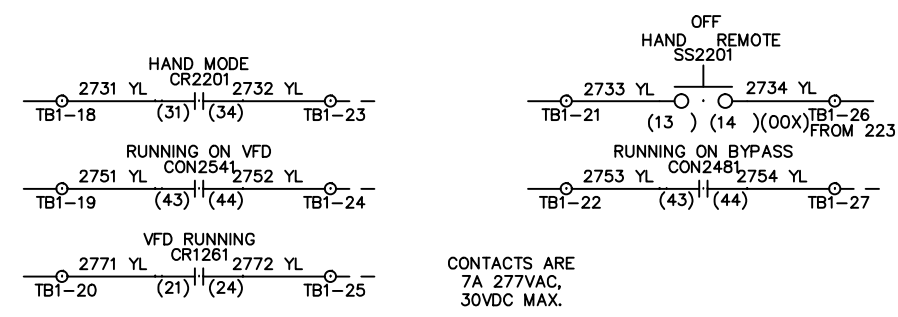 HAND MODE
CR2201
2731 YL
2732 YL
TB1-18
(31)
(34)
TB1-23
RUNNING ON VFD
CON2541
2751 YL
2752 YL
TB1-19
(43)
(44)
TB1-24
VFD RUNNING
CR1261
2771 YL
2772 YL
TB1-20
(21)
(24)
TB1-25
OFF
HAND REMOTE
SS2201
2733 YL
2734 YL
TB1-21
(13 )
(14 )
(00X)
TB1-26
FROM 223
RUNNING ON BYPASS
CON2481
2753 YL
2754 YL
TB1-22
(43)
(44)
TB1-27
CONTACTS ARE
7A 277VAC,
30VDC MAX.